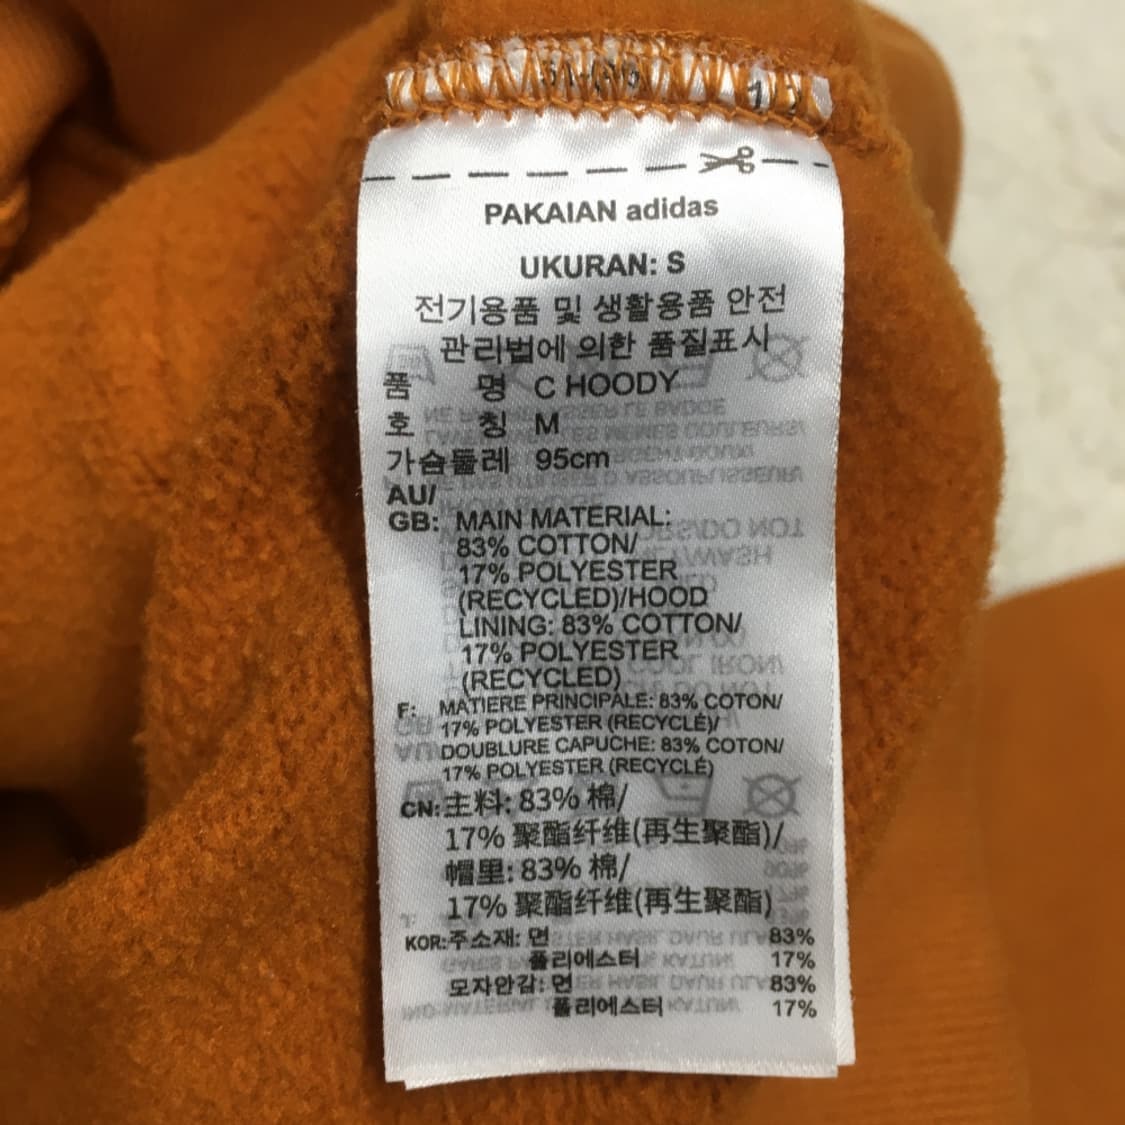 PAKAIAN adidas
UKURAN: S
전기용품 및 생활용품 안전
관리법에 의한 품질표시
품 명 C HOODY
호 칭 M
가슴둘레 95cm
AU/
GB: MAIN MATERIAL:
83% COTTON/
17% POLYESTER
(RECYCLED)/HOOD
LINING: 83% COTTON/
17% POLYESTER
(RECYCLED)
F: MATIERE PRINCIPALE: 83% COTON/
17% POLYESTER (RECYCLÉ)/
DOUBLURE CAPUCHE: 83% COTON/
17% POLYESTER (RECYCLÉ)
CN: 主料: 83% 棉/
17% 聚酯纤维(再生聚酯)/
帽里: 83% 棉/
17% 聚酯纤维(再生聚酯)
KOR: 주소재: 면 83%
폴리에스터 17%
모자안감: 면 83%
폴리에스터 17%